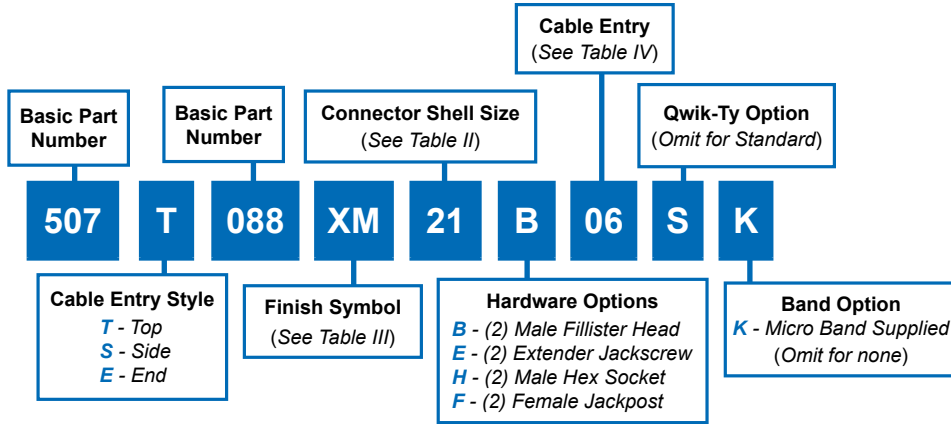 Cable Entry
(See Table IV)
Basic Part
Number
Basic Part
Number
Connector Shell Size
(See Table II)
Qwik-Ty Option
(Omit for Standard)
507 T 088 XM 21 B 06 S K
Cable Entry Style
T - Top
S - Side
E - End
Finish Symbol
(See Table III)
Hardware Options
B - (2) Male Fillister Head
E - (2) Extender Jackscrew
H - (2) Male Hex Socket
F - (2) Female Jackpost
Band Option
K - Micro Band Supplied
(Omit for none)